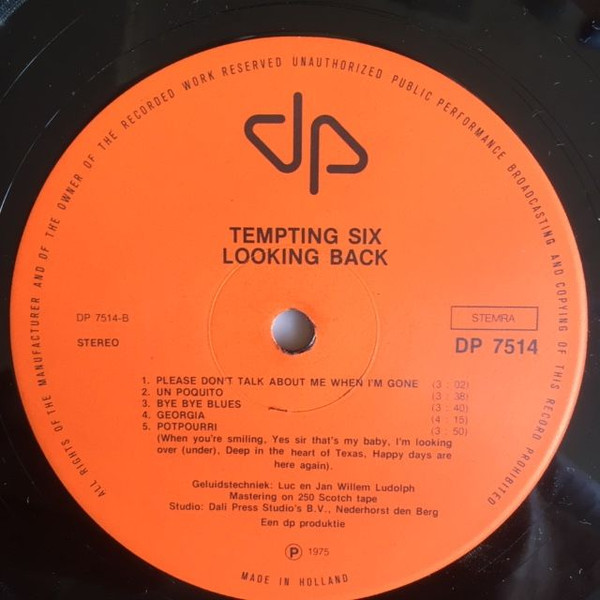 ALL RIGHTS OF THE MANUFACTURER AND OF THE OWNER OF THE RECORDED WORK RESERVED UNAUTHORIZED PUBLIC PERFORMANCE BROADCASTING AND COPYING OF THIS RECORD PROHIBITED
dp
TEMPTING SIX
LOOKING BACK
DP 7514-B
STEREO
STEMRA
DP 7514
1. PLEASE DON'T TALK ABOUT ME WHEN I'M GONE (3 : 02)
2. UN POQUITO (3 : 38)
3. BYE BYE BLUES (3 : 40)
4. GEORGIA (4 : 15)
5. POTPOURRI (3 : 50)
(When you're smiling, Yes sir that's my baby, I'm looking
over (under), Deep in the heart of Texas, Happy days are
here again).
Geluidstechniek: Luc en Jan Willem Ludolph
Mastering on 250 Scotch tape
Studio: Dali Press Studio's B.V., Nederhorst den Berg
Een dp produktie
Ⓟ 1975
MADE IN HOLLAND